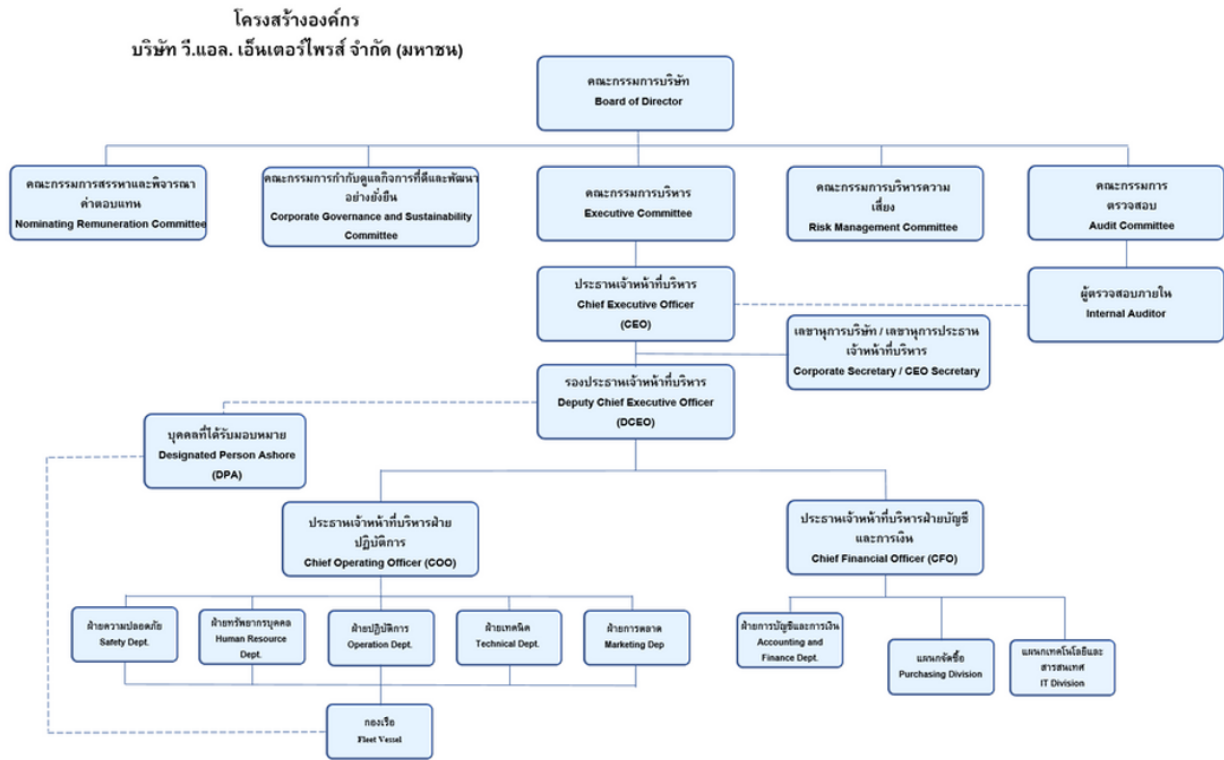 โครงสร้างองค์กร
บริษัท วี.แอล. เอ็นเตอร์ไพรส์ จำกัด (มหาชน)
คณะกรรมการบริษัท
Board of Director
คณะกรรมการสรรหาและพิจารณา
ค่าตอบแทน
Nominating Remuneration Committee
คณะกรรมการกำกับดูแลกิจการที่ดีและพัฒนา
อย่างยั่งยืน
Corporate Governance and Sustainability
Committee
คณะกรรมการบริหาร
Executive Committee
คณะกรรมการบริหารความ
เสี่ยง
Risk Management Committee
คณะกรรมการ
ตรวจสอบ
Audit Committee
ประธานเจ้าหน้าที่บริหาร
Chief Executive Officer
(CEO)
ผู้ตรวจสอบภายใน
Internal Auditor
เลขานุการบริษัท / เลขานุการประธาน
เจ้าหน้าที่บริหาร
Corporate Secretary / CEO Secretary
รองประธานเจ้าหน้าที่บริหาร
Deputy Chief Executive Officer
(DCEO)
บุคคลที่ได้รับมอบหมาย
Designated Person Ashore
(DPA)
ประธานเจ้าหน้าที่บริหารฝ่าย
ปฏิบัติการ
Chief Operating Officer (COO)
ประธานเจ้าหน้าที่บริหารฝ่ายบัญชี
และการเงิน
Chief Financial Officer (CFO)
ฝ่ายความปลอดภัย
Safety Dept.
ฝ่ายทรัพยากรบุคคล
Human Resource
Dept.
ฝ่ายปฏิบัติการ
Operation Dept.
ฝ่ายเทคนิค
Technical Dept.
ฝ่ายการตลาด
Marketing Dep
ฝ่ายการบัญชีและการเงิน
Accounting and
Finance Dept.
แผนกจัดซื้อ
Purchasing Division
แผนกเทคโนโลยีและ
สารสนเทศ
IT Division
กองเรือ
Fleet Vessel